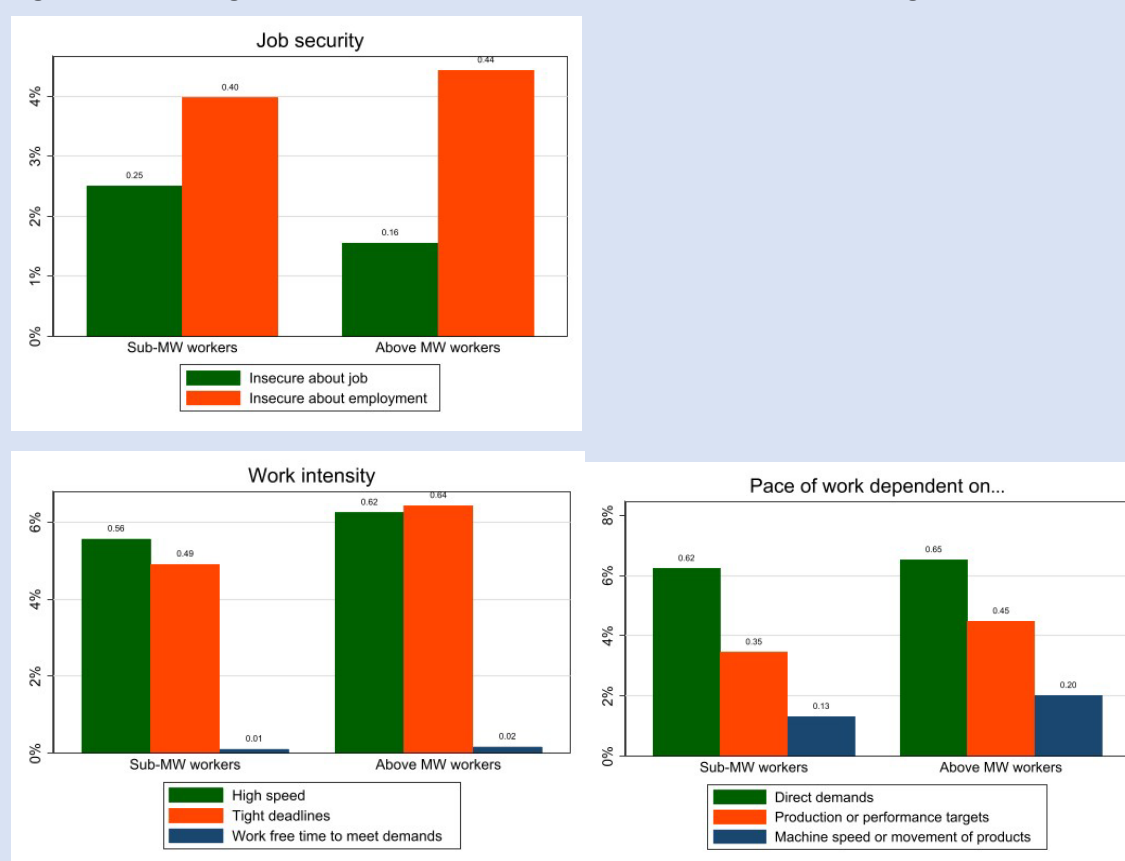 Job security
0.44
4%
0.40
3%
0.25
2%
0.16
1%
0%
Sub-MW workers Above MW workers
Insecure about job
Insecure about employment
Work intensity
0.62 0.64
6%
0.56
0.49
4%
2%
0.01 0.02
0%
Sub-MW workers Above MW workers
High speed
Tight deadlines
Work free time to meet demands
Pace of work dependent on...
8%
0.62 0.65
6%
0.45
4%
0.35
2%
0.20
0.13
0%
Sub-MW workers Above MW workers
Direct demands
Production or performance targets
Machine speed or movement of products